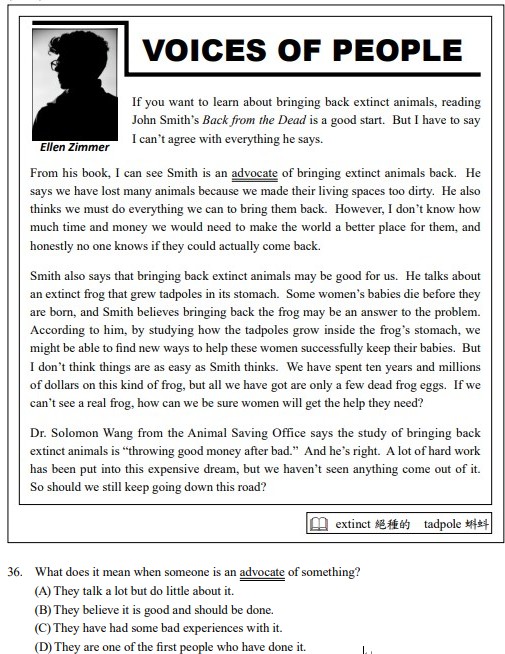 VOICES OF PEOPLE
Ellen Zimmer
If you want to learn about bringing back extinct animals, reading
John Smith's Back from the Dead is a good start. But I have to say
I can't agree with everything he says.
From his book, I can see Smith is an advocate of bringing extinct animals back. He
says we have lost many animals because we made their living spaces too dirty. He also
thinks we must do everything we can to bring them back. However, I don't know how
much time and money we would need to make the world a better place for them, and
honestly no one knows if they could actually come back.
Smith also says that bringing back extinct animals may be good for us. He talks about
an extinct frog that grew tadpoles in its stomach. Some women's babies die before they
are born, and Smith believes bringing back the frog may be an answer to the problem.
According to him, by studying how the tadpoles grow inside the frog's stomach, we
might be able to find new ways to help these women successfully keep their babies. But
I don't think things are as easy as Smith thinks. We have spent ten years and millions
of dollars on this kind of frog, but all we have got are only a few dead frog eggs. If we
can't see a real frog, how can we be sure women will get the help they need?
Dr. Solomon Wang from the Animal Saving Office says the study of bringing back
extinct animals is “throwing good money after bad.” And he's right. A lot of hard work
has been put into this expensive dream, but we haven't seen anything come out of it.
So should we still keep going down this road?
extinct 絕種的 tadpole 蝌蚪
36. What does it mean when someone is an advocate of something?
(A) They talk a lot but do little about it.
(B) They believe it is good and should be done.
(C) They have had some bad experiences with it.
(D) They are one of the first people who have done it.